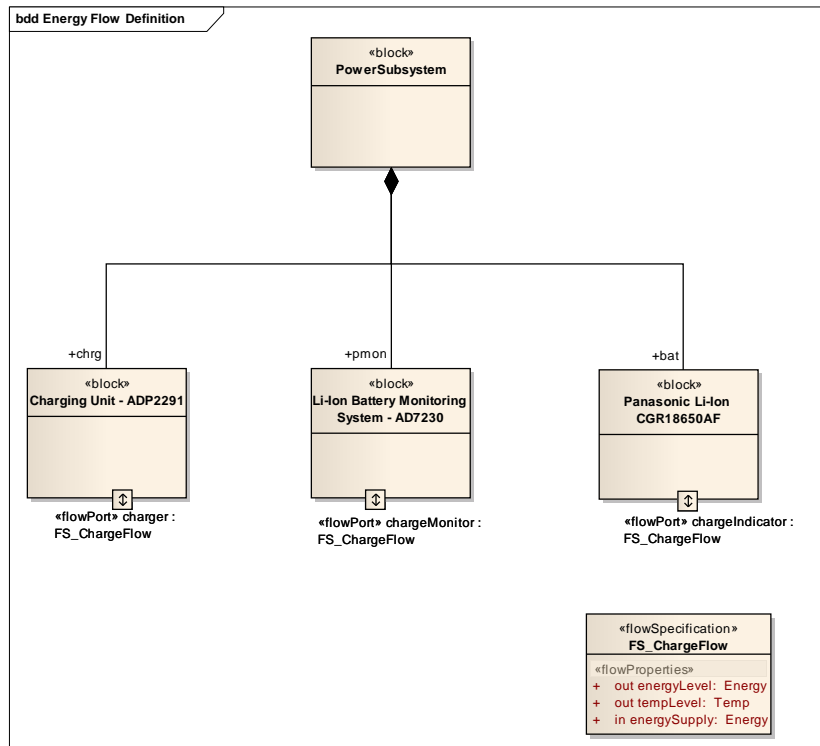 bdd Energy Flow Definition
«block»
PowerSubsystem
+chrg
+pmon
+bat
«block»
Charging Unit - ADP2291
«block»
Li-Ion Battery Monitoring
System - AD7230
«block»
Panasonic Li-Ion
CGR18650AF
«flowPort» charger :
FS_ChargeFlow
«flowPort» chargeMonitor :
FS_ChargeFlow
«flowPort» chargeIndicator :
FS_ChargeFlow
«flowSpecification»
FS_ChargeFlow
«flowProperties»
+ out energyLevel: Energy
+ out tempLevel: Temp
+ in energySupply: Energy